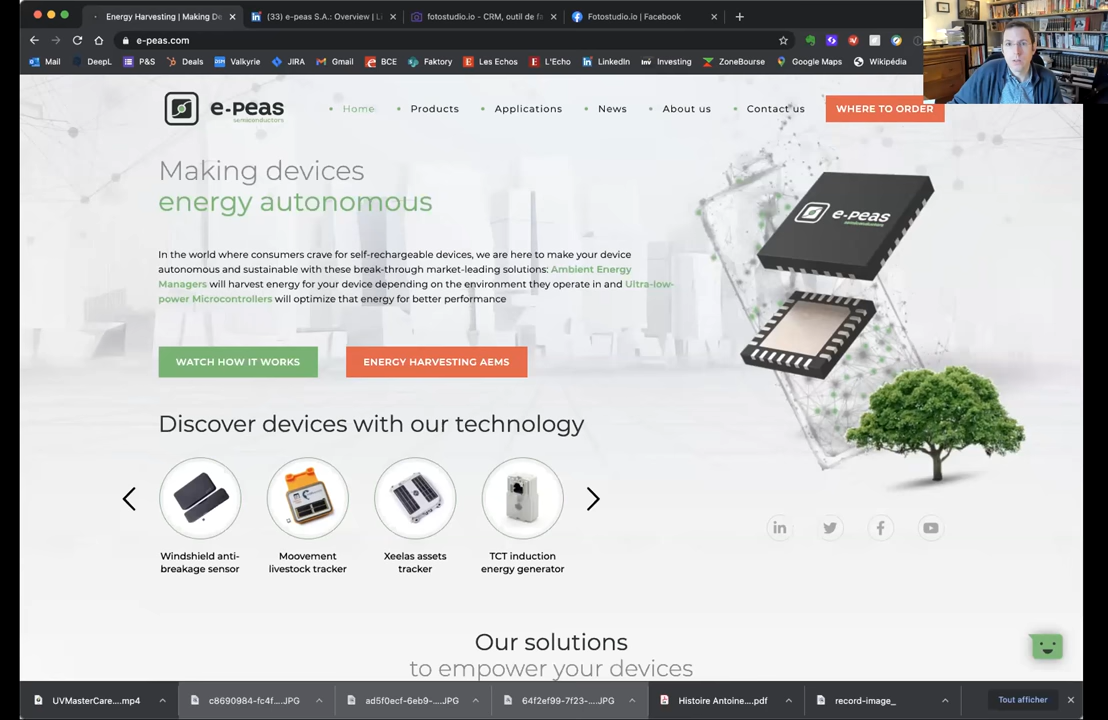 Energy Harvesting | Making De
(33) e-peas S.A.: Overview | Li
fotostudio.io - CRM, outil de fa
Fotostudio.io | Facebook
e-peas.com
Mail
DeepL
P&S
Deals
Valkyrie
JIRA
Gmail
BCE
Faktory
Les Echos
L'Echo
LinkedIn
Investing
ZoneBourse
Google Maps
Wikipédia
e-peas
semiconductors
Home
Products
Applications
News
About us
Contact us
WHERE TO ORDER
Making devices
energy autonomous
In the world where consumers crave for self-rechargeable devices, we are here to make your device
autonomous and sustainable with these break-through market-leading solutions: Ambient Energy
Managers will harvest energy for your device depending on the environment they operate in and Ultra-low-
power Microcontrollers will optimize that energy for better performance
e-peas
semiconductors
WATCH HOW IT WORKS
ENERGY HARVESTING AEMS
Discover devices with our technology
Windshield anti-
breakage sensor
Moovement
livestock tracker
Xeelas assets
tracker
TCT induction
energy generator
Our solutions
to empower your devices
UVMasterCare....mp4
c8690984-fc4f....JPG
ad5f0ecf-6eb9-....JPG
64f2ef99-7f23-....JPG
Histoire Antoine...pdf
record-image_
Tout afficher